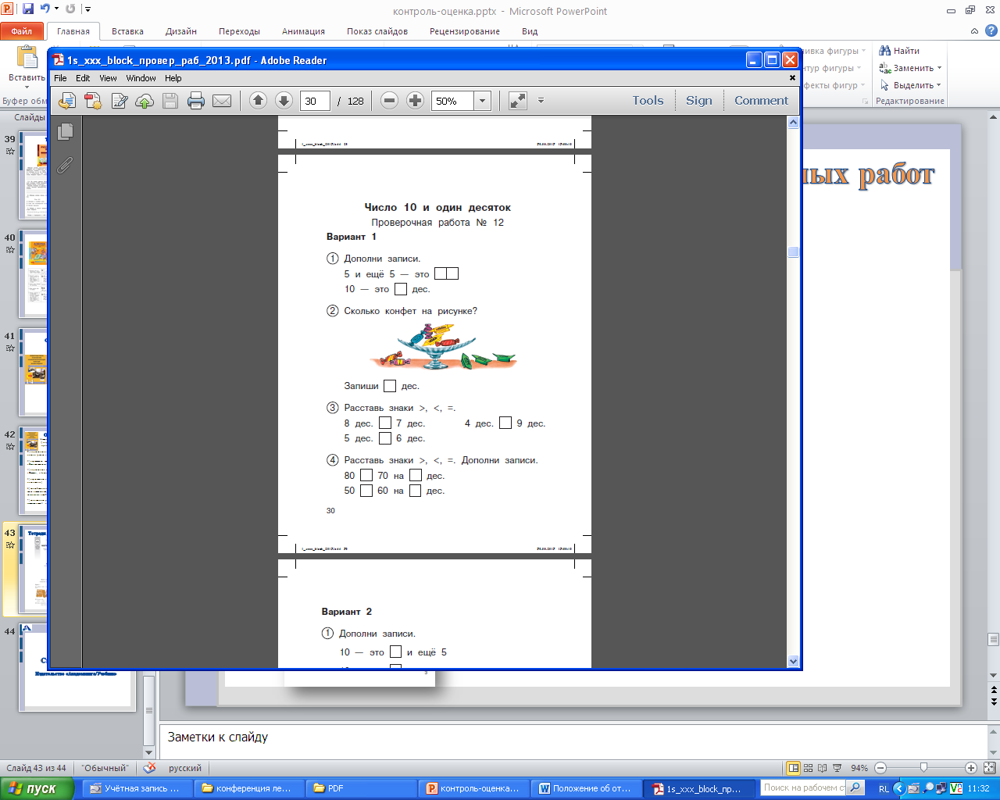 контроль-оценка.pptx - Microsoft PowerPoint
Файл Главная Вставка Дизайн Переходы Анимация Показ слайдов Рецензирование Вид
Вставить
Буфер обм
Найти
Заменить
Выделить
Редактирование
ивка фигуры
нтур фигуры
фекты фигур
Слайды
1s_xxx_block_провер_раб_2013.pdf - Adobe Reader
File Edit View Window Help
30 / 128 50% Tools Sign Comment
ных работ
Число 10 и один десяток
Проверочная работа № 12
Вариант 1
1 Дополни записи.
5 и ещё 5 — это
10 — это дес.
2 Сколько конфет на рисунке?
Запиши дес.
3 Расставь знаки >, <, =.
8 дес. 7 дес. 4 дес. 9 дес.
5 дес. 6 дес.
4 Расставь знаки >, <, =. Дополни записи.
80 70 на дес.
50 60 на дес.
30
Вариант 2
1 Дополни записи.
10 — это и ещё 5
39
40
41
42
43
44
Издательство «Академкнига/Учебник»
Заметки к слайду
Слайд 43 из 44 "Обычный" русский 94%
пуск Учётная запись ... конференция ле... PDF контроль-оценка... Положение об от... 1s_xxx_block_пр... Поиск на рабочем ст RL 11:32